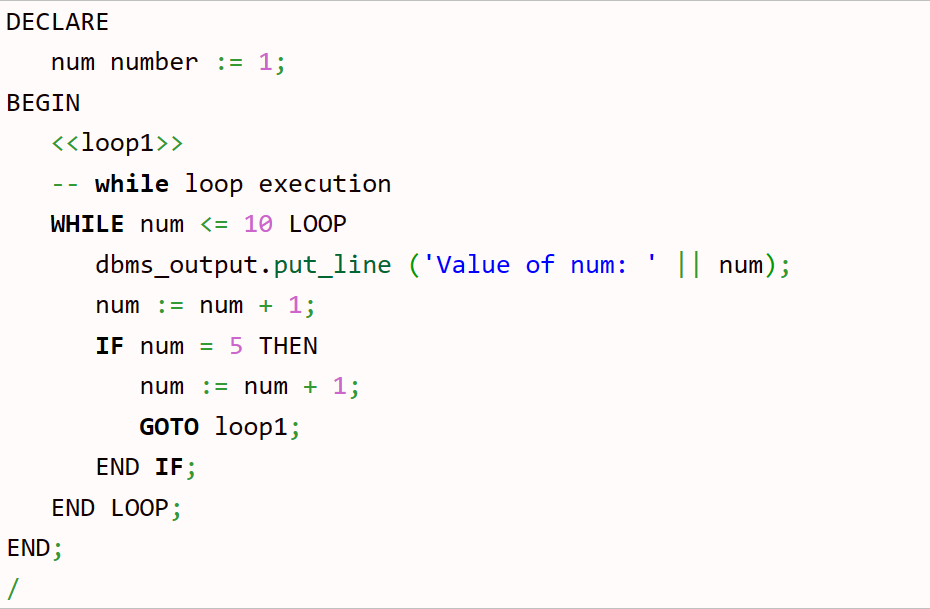 DECLARE
   num number := 1;
BEGIN
   <<loop1>>
   -- while loop execution
   WHILE num <= 10 LOOP
      dbms_output.put_line ('Value of num: ' || num);
      num := num + 1;
      IF num = 5 THEN
         num := num + 1;
         GOTO loop1;
      END IF;
   END LOOP;
END;
/